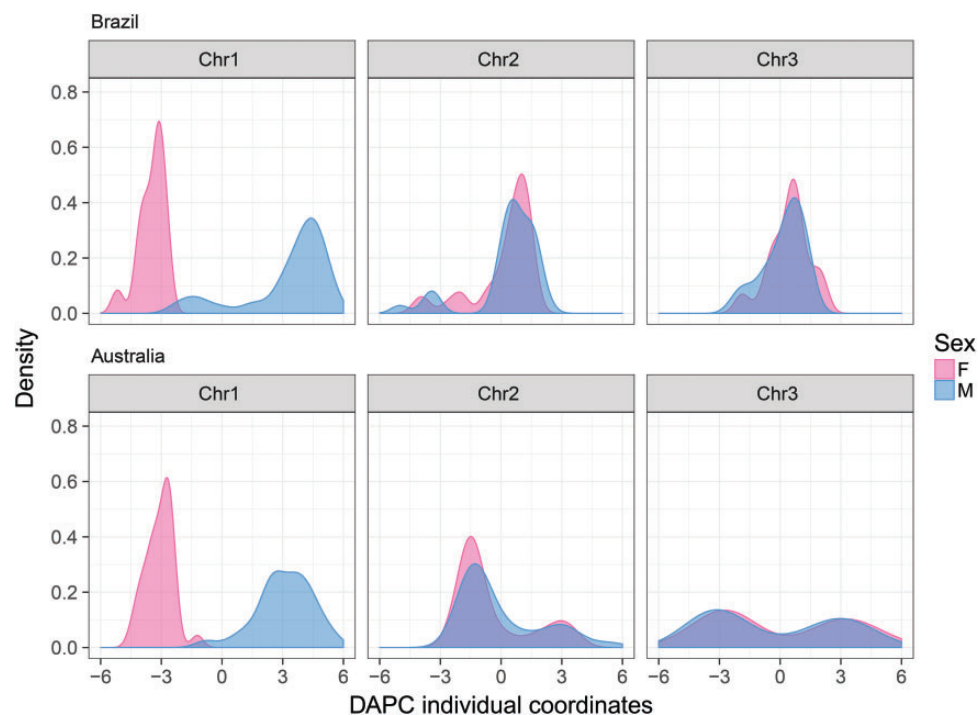 Brazil
Chr1 Chr2 Chr3
0.8
0.6
0.4
0.2
0.0
Australia
Chr1 Chr2 Chr3
0.8
0.6
0.4
0.2
0.0
−6 −3 0 3 6 −6 −3 0 3 6 −6 −3 0 3 6
Density
DAPC individual coordinates
Sex
F
M